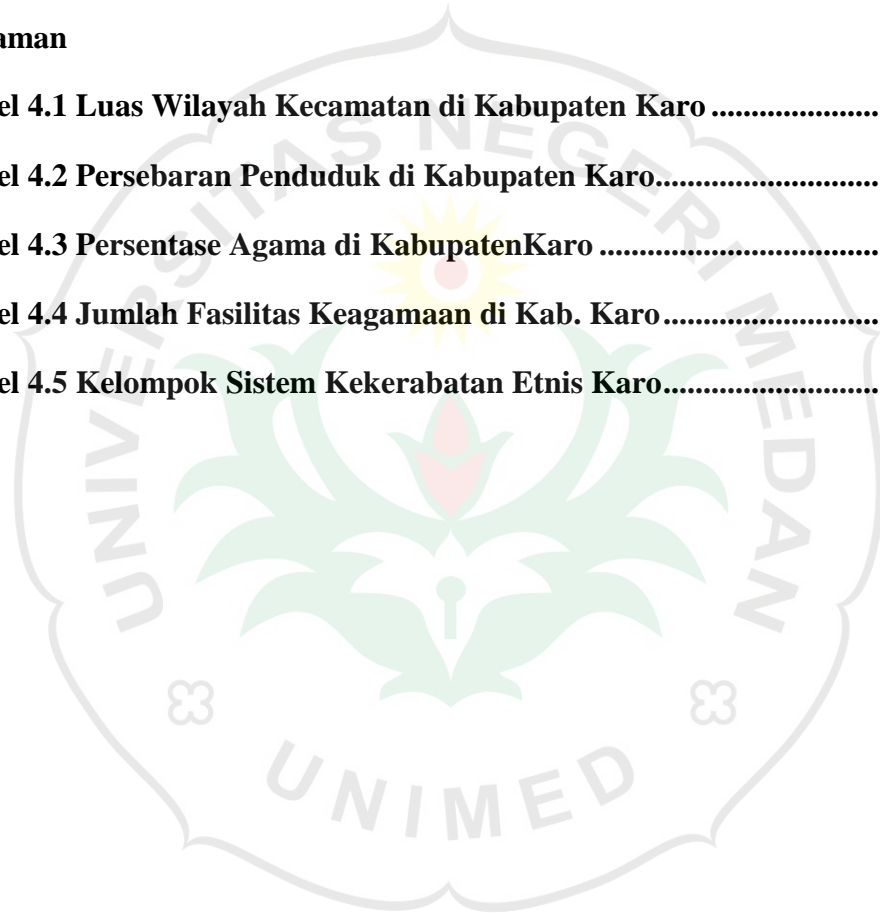 aman
el 4.1 Luas Wilayah Kecamatan di Kabupaten Karo .....................
el 4.2 Persebaran Penduduk di Kabupaten Karo............................
el 4.3 Persentase Agama di KabupatenKaro ...................................
el 4.4 Jumlah Fasilitas Keagamaan di Kab. Karo...........................
el 4.5 Kelompok Sistem Kekerabatan Etnis Karo...........................
UNIVERSITAS NEGERI MEDAN
UNIMED